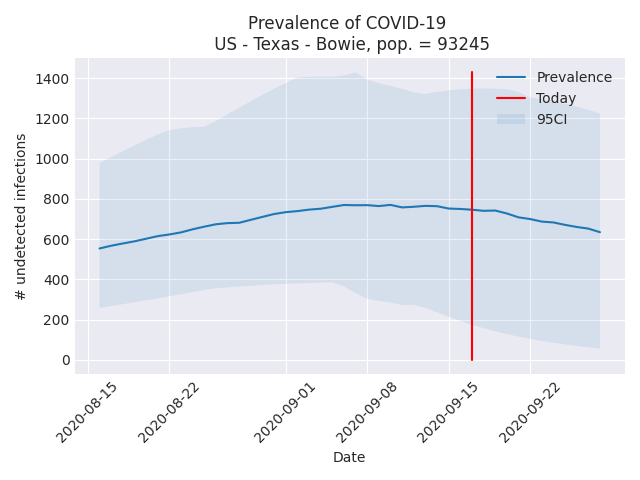 Prevalence of COVID-19
US - Texas - Bowie, pop. = 93245
Prevalence
Today
95CI
# undetected infections
1400
1200
1000
800
600
400
200
0
2020-08-15
2020-08-22
2020-09-01
2020-09-08
2020-09-15
2020-09-22
Date